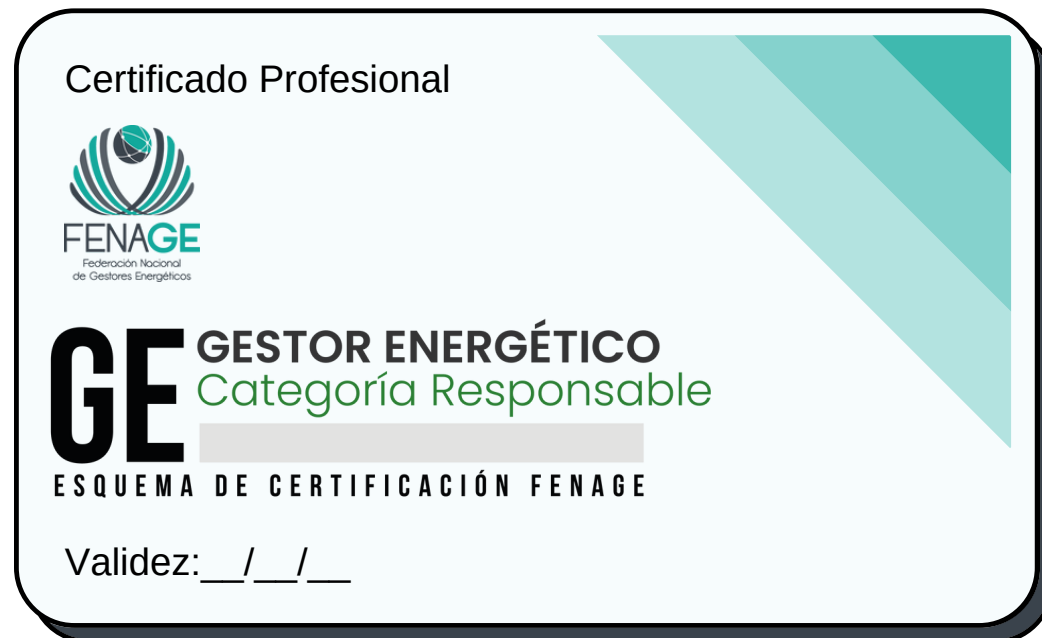 Certificado Profesional
FENAGE
Federación Nacional
de Gestores Energéticos
GE
GESTOR ENERGÉTICO
Categoría Responsable
ESQUEMA DE CERTIFICACIÓN FENAGE
Validez:__/__/__